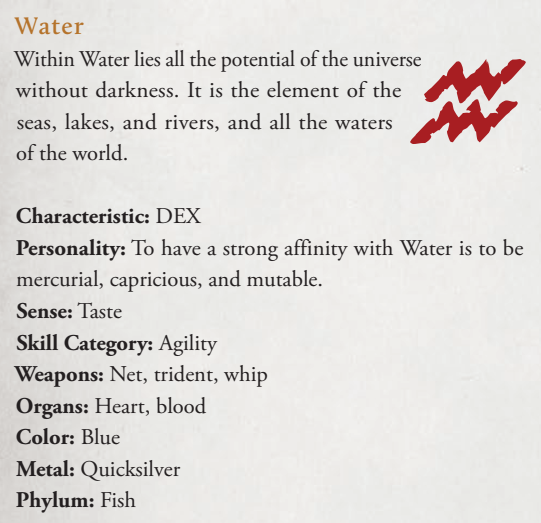 Water
Within Water lies all the potential of the universe
without darkness. It is the element of the
seas, lakes, and rivers, and all the waters
of the world.
Characteristic: DEX
Personality: To have a strong affinity with Water is to be
mercurial, capricious, and mutable.
Sense: Taste
Skill Category: Agility
Weapons: Net, trident, whip
Organs: Heart, blood
Color: Blue
Metal: Quicksilver
Phylum: Fish